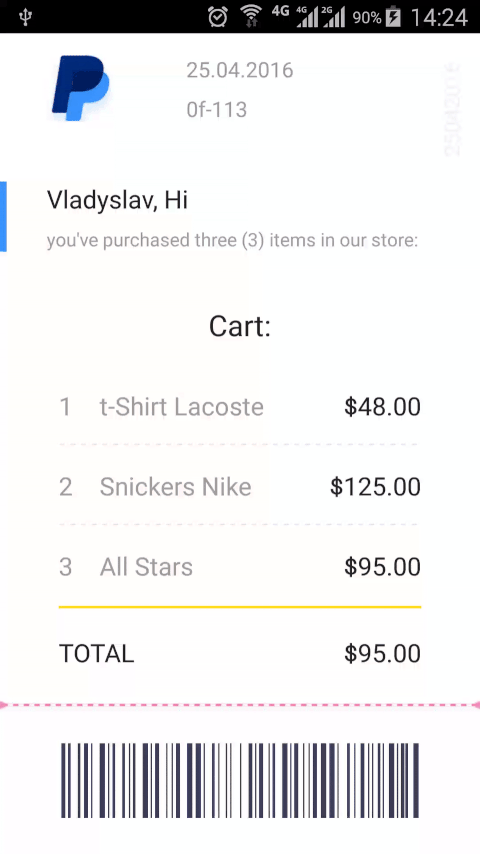 4G 4G 2G 90% 14:24
25.04.2016
0f-113
25042016
Vladyslav, Hi
you've purchased three (3) items in our store:
Cart:
1 t-Shirt Lacoste $48.00
2 Snickers Nike $125.00
3 All Stars $95.00
TOTAL $95.00